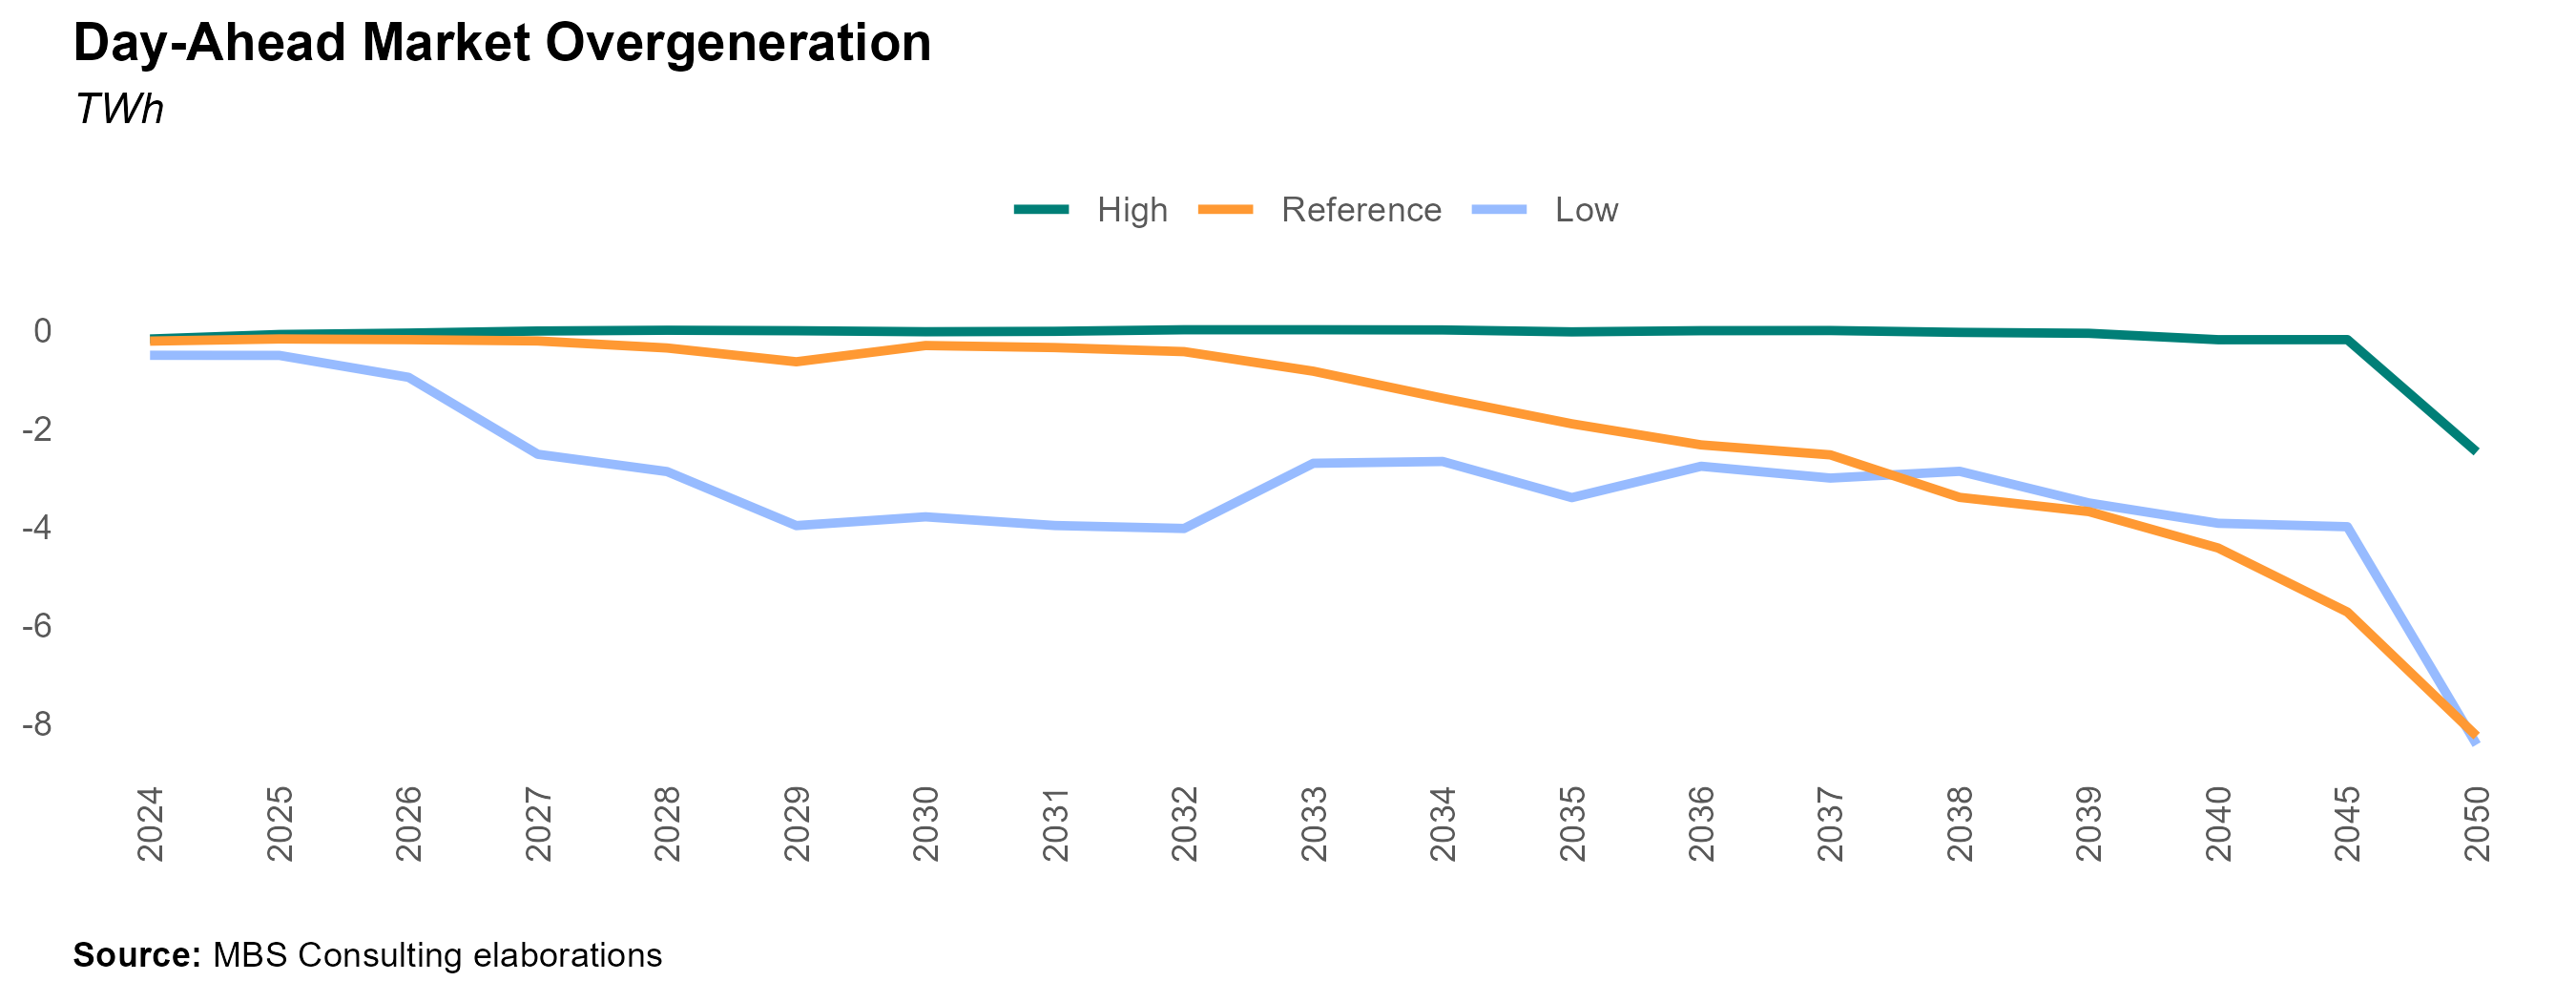 Day-Ahead Market Overgeneration
TWh
High Reference Low
0
-2
-4
-6
-8
2024 2025 2026 2027 2028 2029 2030 2031 2032 2033 2034 2035 2036 2037 2038 2039 2040 2045 2050
Source: MBS Consulting elaborations